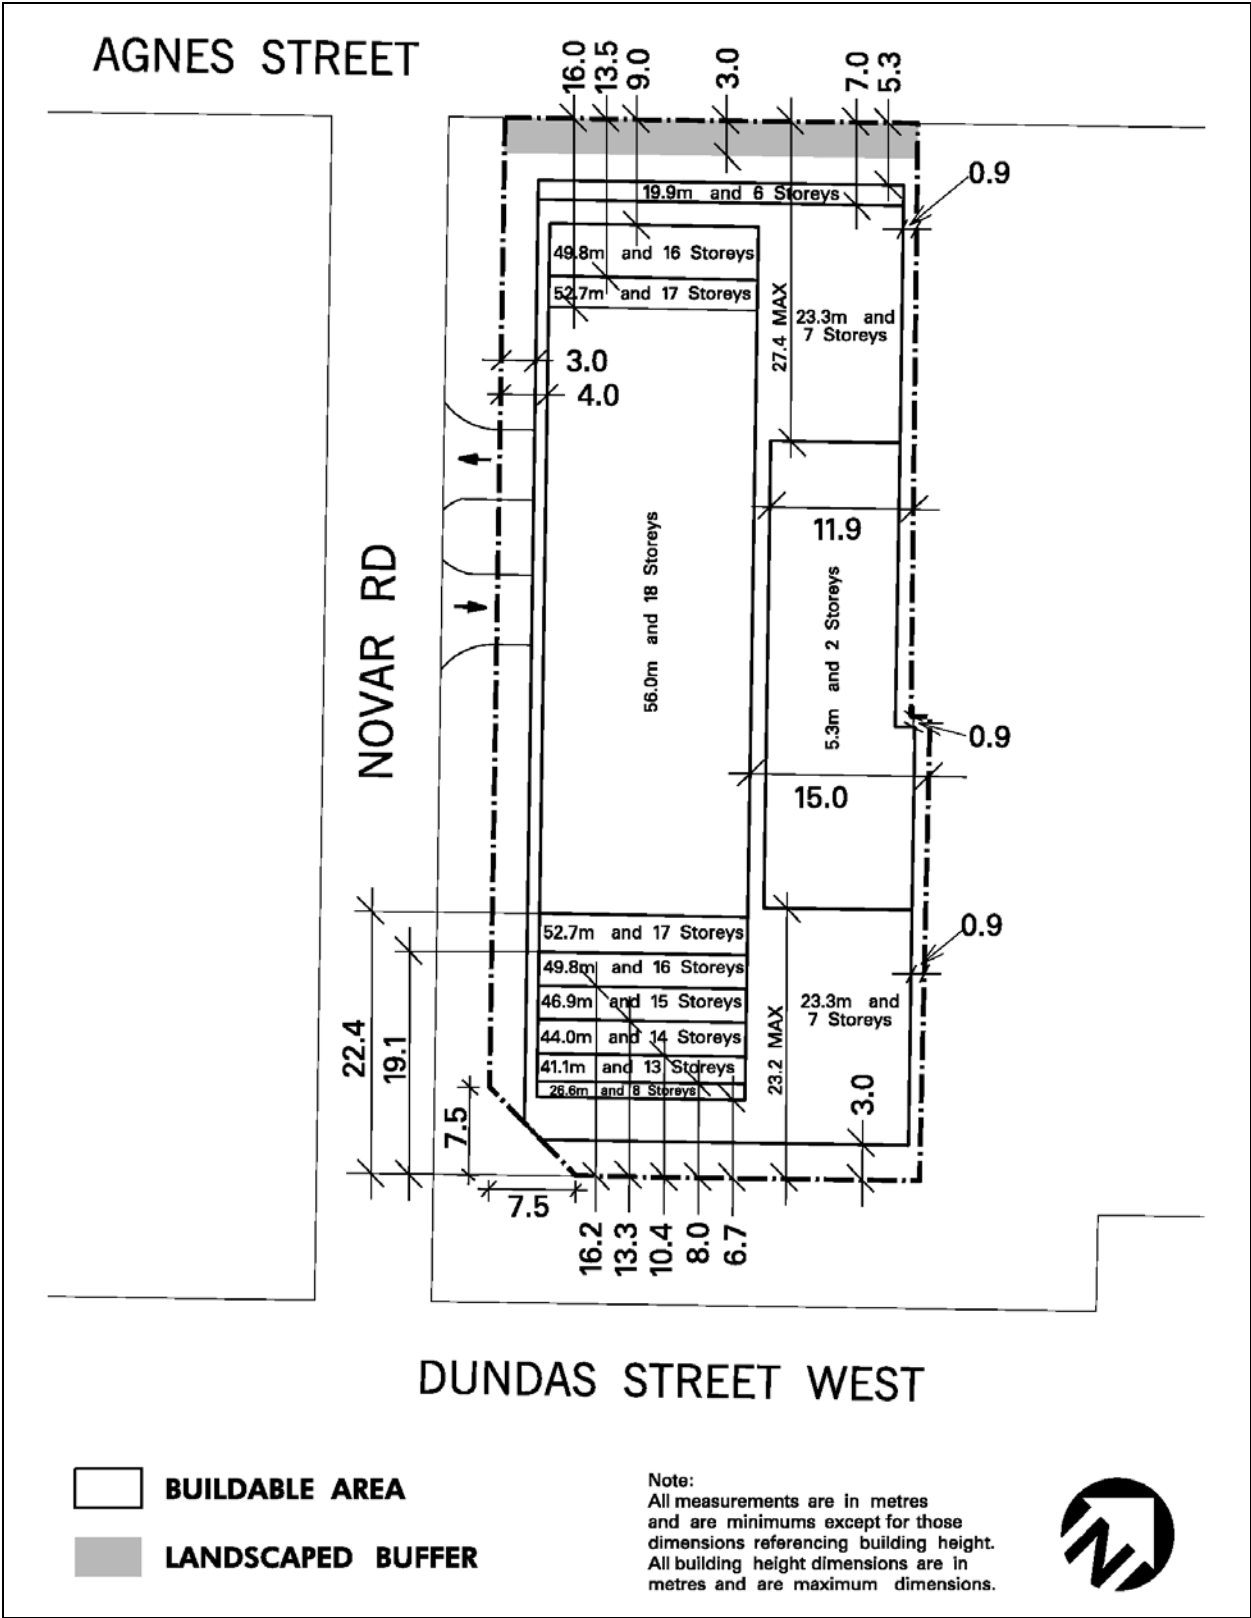 AGNES STREET
16.0
13.5
9.0
3.0
7.0
5.3
0.9
19.9m and 6 Storeys
49.8m and 16 Storeys
52.7m and 17 Storeys
27.4 MAX
23.3m and
7 Storeys
3.0
4.0
11.9
NOVAR RD
56.0m and 18 Storeys
5.3m and 2 Storeys
0.9
15.0
52.7m and 17 Storeys
49.8m and 16 Storeys
46.9m and 15 Storeys
44.0m and 14 Storeys
41.1m and 13 Storeys
26.6m and 8 Storeys
0.9
23.3m and
7 Storeys
23.2 MAX
3.0
22.4
19.1
7.5
7.5
16.2
13.3
10.4
8.0
6.7
DUNDAS STREET WEST
BUILDABLE AREA
LANDSCAPED BUFFER
Note:
All measurements are in metres
and are minimums except for those
dimensions referencing building height.
All building height dimensions are in
metres and are maximum dimensions.
N